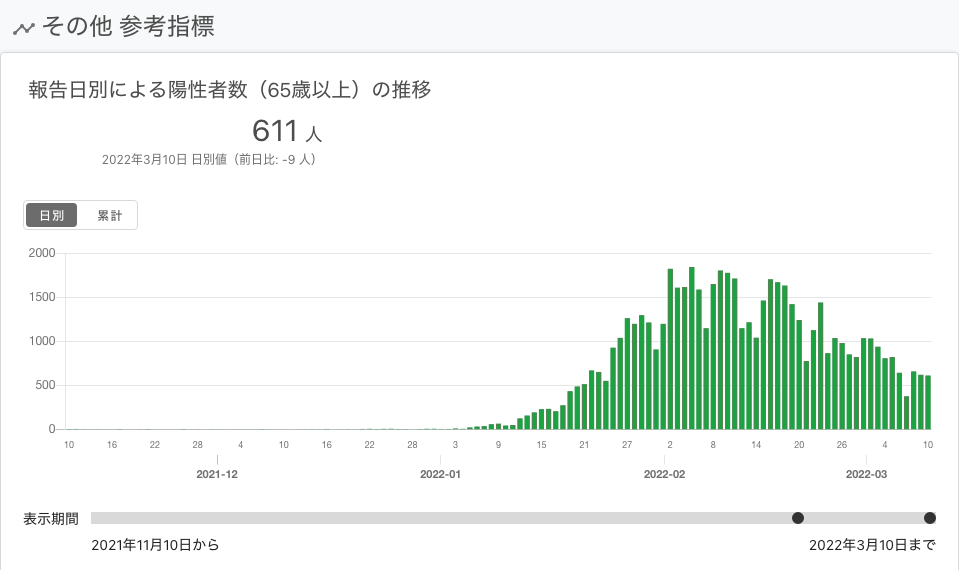 その他 参考指標
報告日別による陽性者数（65歳以上）の推移
611 人
2022年3月10日 日別値（前日比: -9 人）
日別 累計
2000
1500
1000
500
0
10 16 22 28 4 10 16 22 28 3 9 15 21 27 2 8 14 20 26 4 10
2021-12 2022-01 2022-02 2022-03
表示期間
2021年11月10日から 2022年3月10日まで